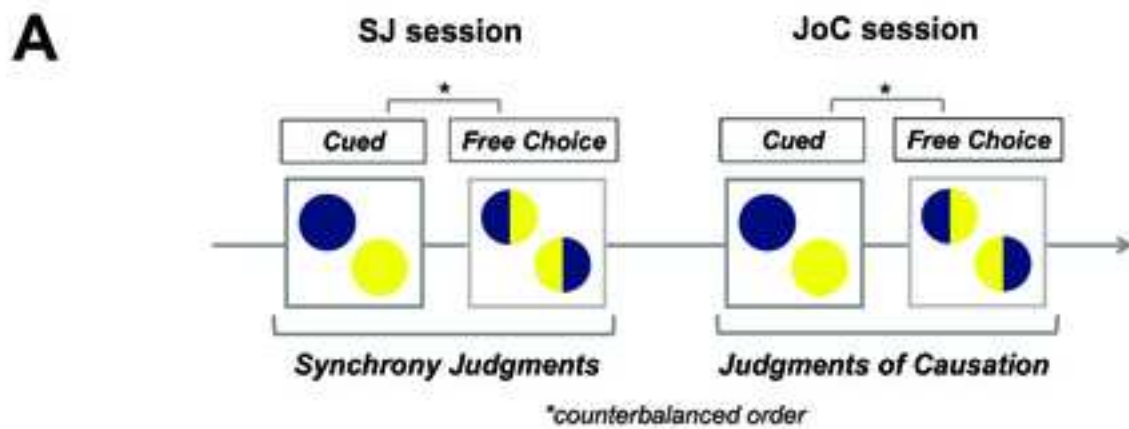 A
SJ session
JoC session
*
*
Cued
Free Choice
Cued
Free Choice
Synchrony Judgments
Judgments of Causation
*counterbalanced order